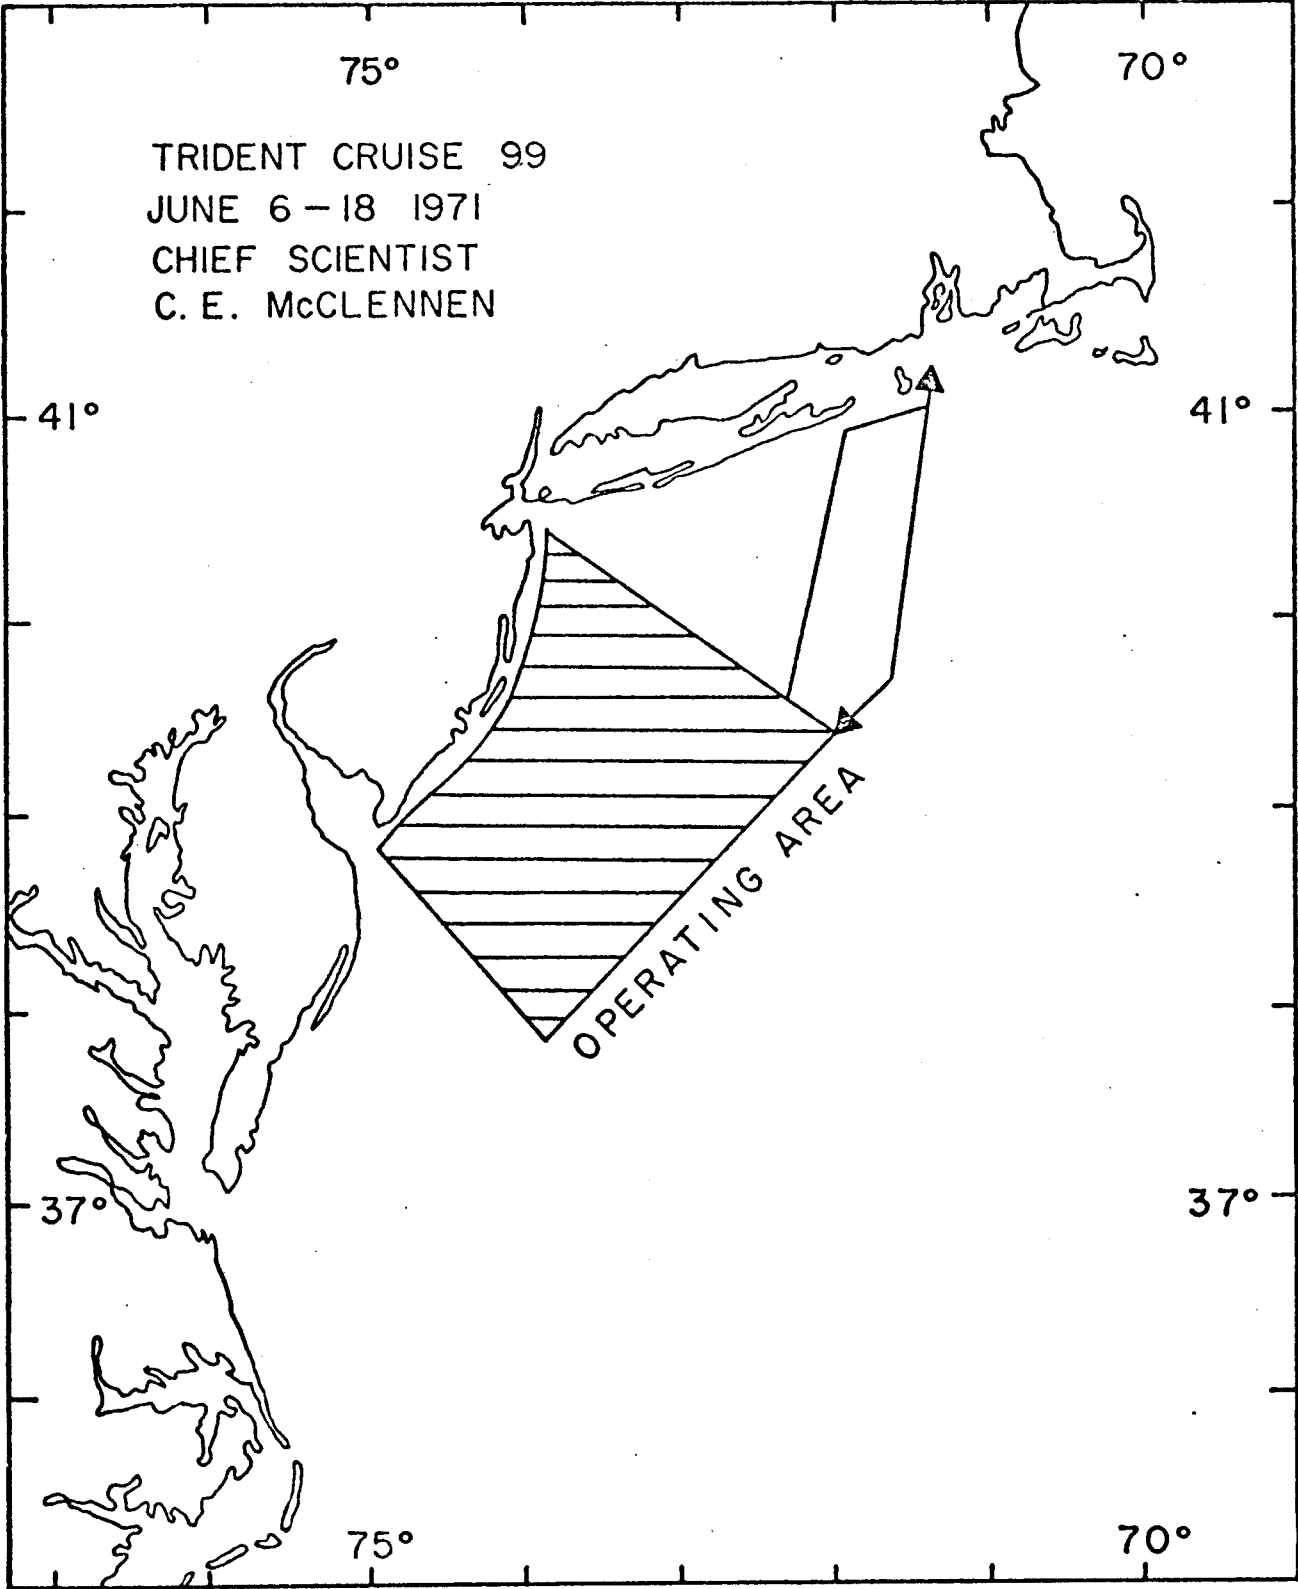 75° 70°
TRIDENT CRUISE 99
JUNE 6 – 18 1971
CHIEF SCIENTIST
C. E. McCLENNEN
41° 41°
OPERATING AREA
37° 37°
75° 70°